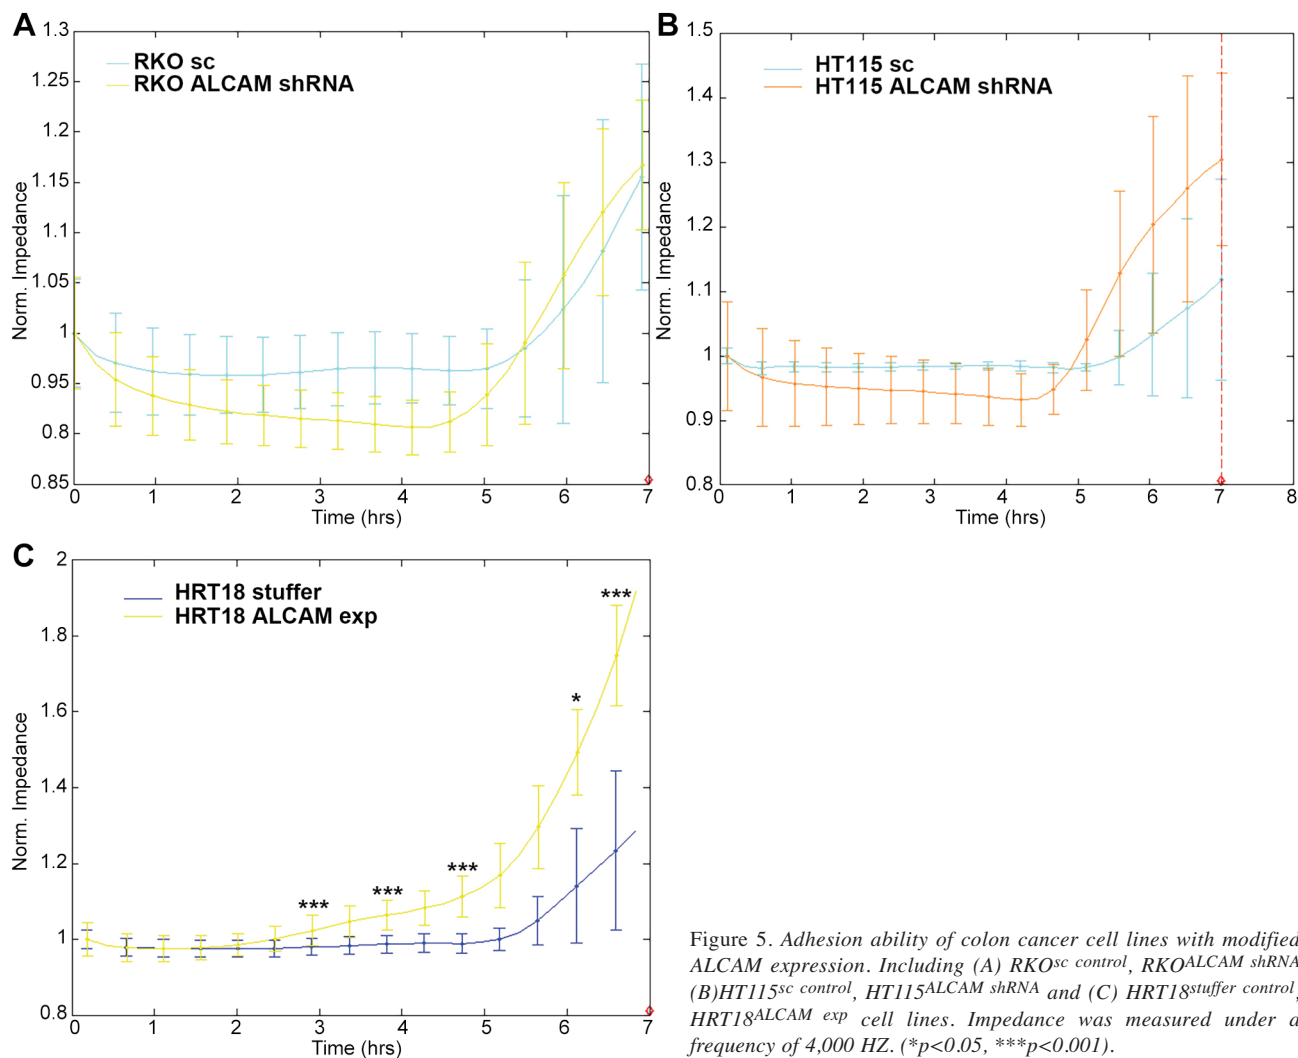 A
1.3
1.25
1.2
1.15
1.1
1.05
1
0.95
0.8
0.85
Norm. Impedance
RKO sc
RKO ALCAM shRNA
0 1 2 3 4 5 6 7
Time (hrs)
B
1.5
1.4
1.3
1.2
1.1
1
0.9
0.8
Norm. Impedance
HT115 sc
HT115 ALCAM shRNA
0 1 2 3 4 5 6 7 8
Time (hrs)
C
2
1.8
1.6
1.4
1.2
1
0.8
Norm. Impedance
HRT18 stuffer
HRT18 ALCAM exp
*** *** *** * ***
0 1 2 3 4 5 6 7
Time (hrs)
Figure 5. Adhesion ability of colon cancer cell lines with modified
ALCAM expression. Including (A) RKOsc control, RKOALCAM shRNA
(B)HT115sc control, HT115ALCAM shRNA and (C) HRT18stuffer control,
HRT18ALCAM exp cell lines. Impedance was measured under a
frequency of 4,000 HZ. (*p<0.05, ***p<0.001).